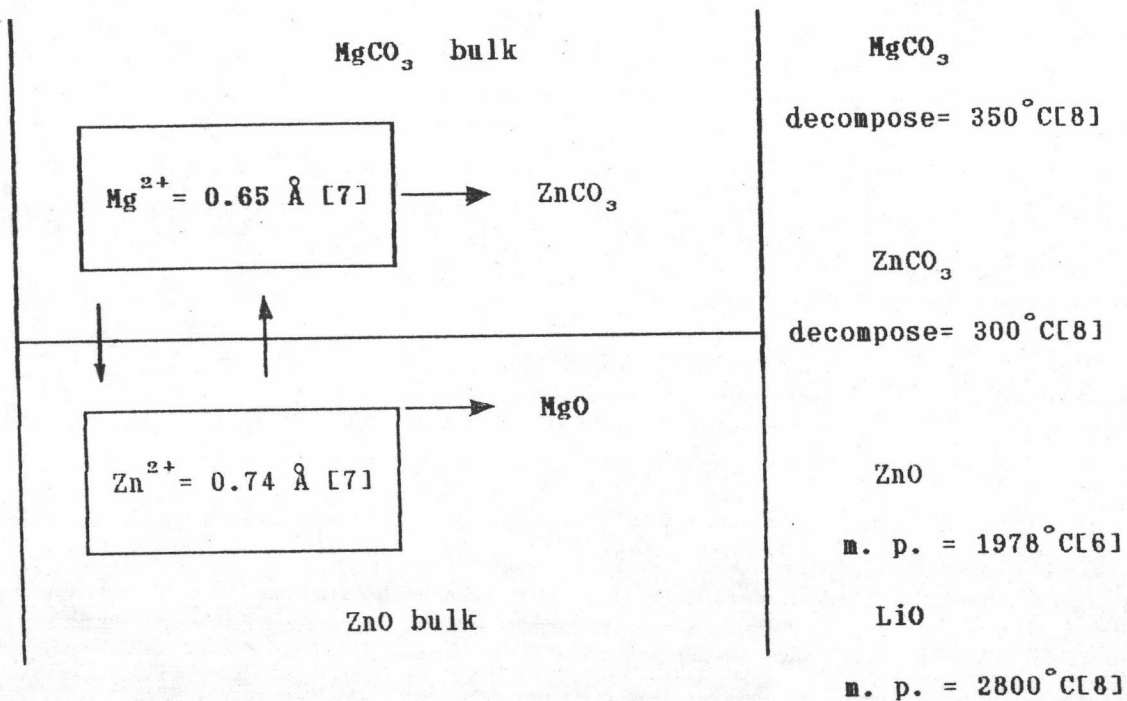 MgCO₃ bulk
Mg²⁺= 0.65 Å [7]
ZnCO₃
MgO
Zn²⁺= 0.74 Å [7]
ZnO bulk
MgCO₃
decompose= 350°C[8]
ZnCO₃
decompose= 300°C[8]
ZnO
m. p. = 1978°C[6]
LiO
m. p. = 2800°C[8]